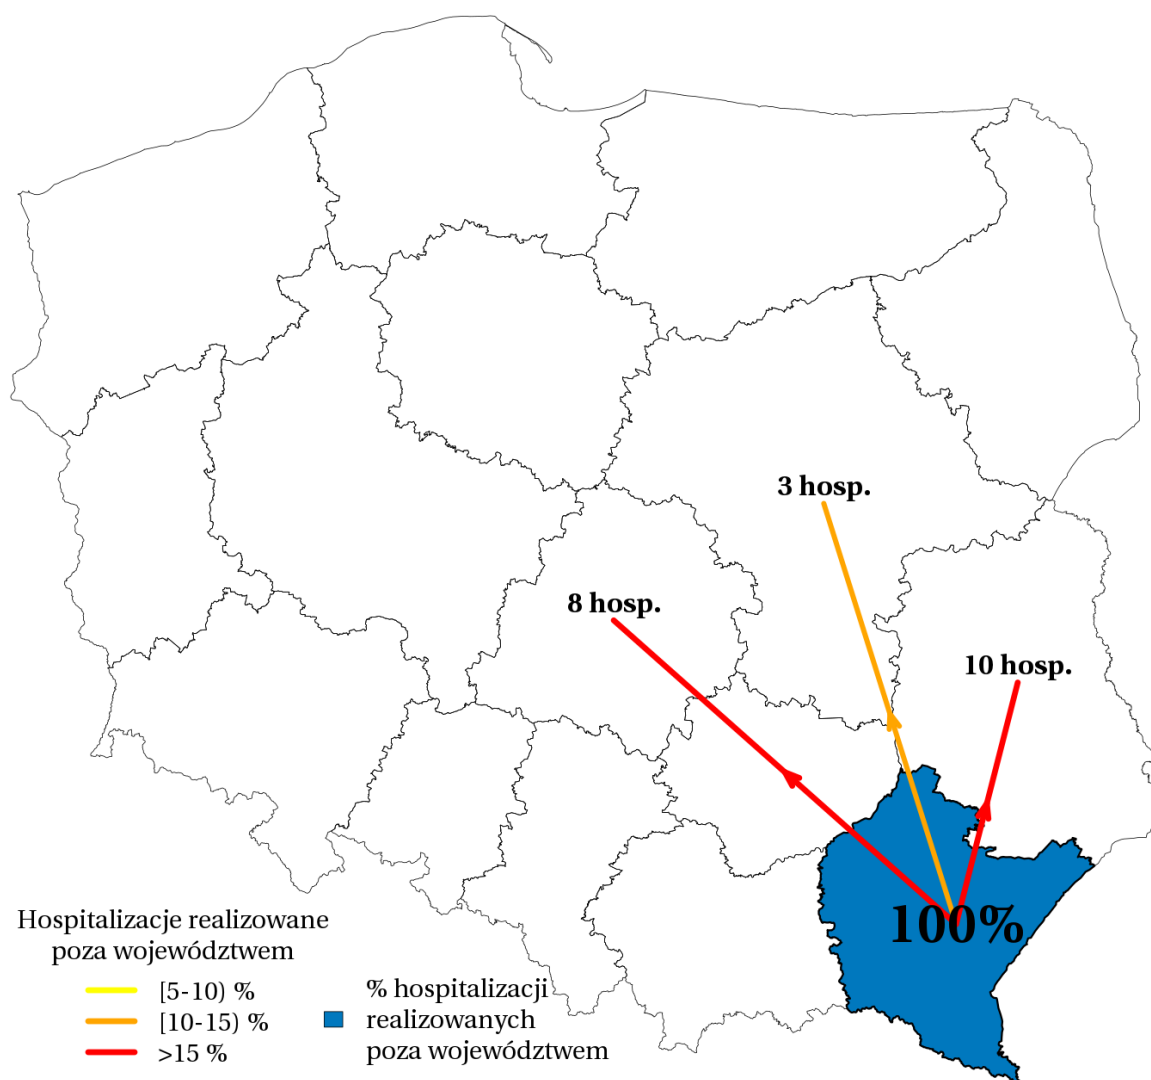 3 hosp.
8 hosp.
10 hosp.
100%
Hospitalizacje realizowane
poza województwem
[5-10) %
[10-15) %
>15 %
% hospitalizacji
realizowanych
poza województwem